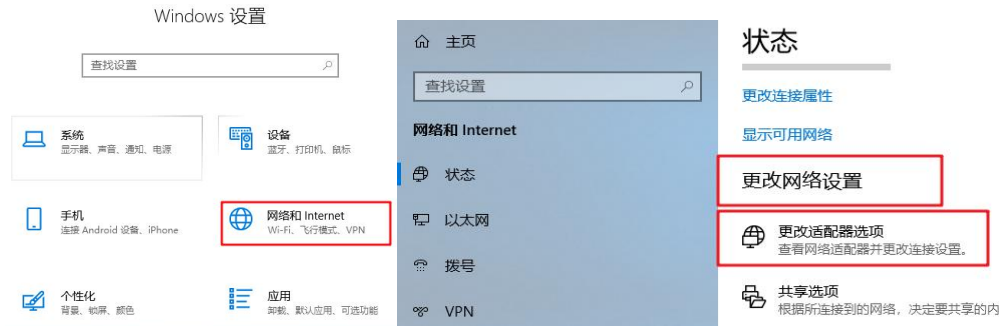 Windows 设置
查找设置
系统
显示器、声音、通知、电源
设备
蓝牙、打印机、鼠标
手机
连接 Android 设备、iPhone
网络和 Internet
Wi-Fi、飞行模式、VPN
个性化
背景、锁屏、颜色
应用
卸载、默认应用、可选功能
主页
查找设置
网络和 Internet
状态
以太网
拨号
VPN
状态
更改连接属性
显示可用网络
更改网络设置
更改适配器选项
查看网络适配器并更改连接设置。
共享选项
根据所连接到的网络，决定要共享的内